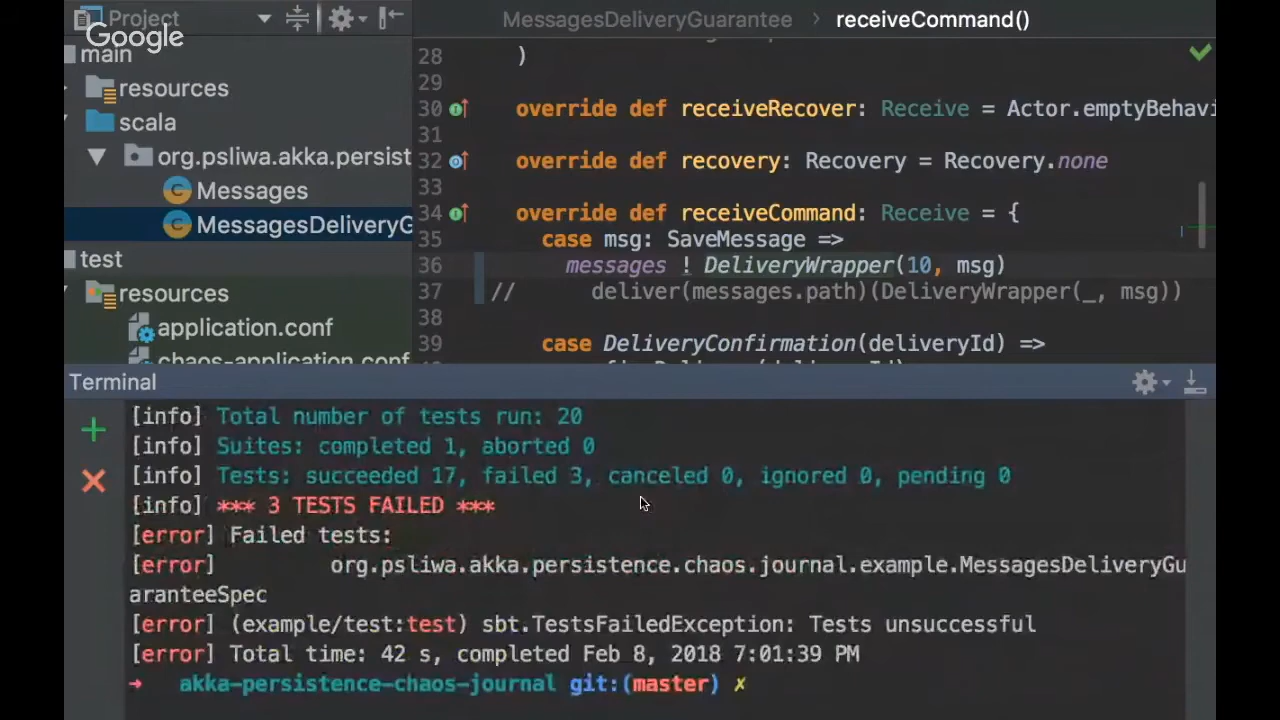 Project
Google
main
resources
scala
org.psliwa.akka.persist
Messages
MessagesDeliveryG
test
resources
application.conf
chaos-application.conf
MessagesDeliveryGuarantee › receiveCommand()
28 )
29
30 override def receiveRecover: Receive = Actor.emptyBehavi
31
32 override def recovery: Recovery = Recovery.none
33
34 override def receiveCommand: Receive = {
35 case msg: SaveMessage =>
36 messages ! DeliveryWrapper(10, msg)
37 // deliver(messages.path)(DeliveryWrapper(_, msg))
38
39 case DeliveryConfirmation(deliveryId) =>
Terminal
[info] Total number of tests run: 20
[info] Suites: completed 1, aborted 0
[info] Tests: succeeded 17, failed 3, canceled 0, ignored 0, pending 0
[info] *** 3 TESTS FAILED ***
[error] Failed tests:
[error] org.psliwa.akka.persistence.chaos.journal.example.MessagesDeliveryGu
aranteeSpec
[error] (example/test:test) sbt.TestsFailedException: Tests unsuccessful
[error] Total time: 42 s, completed Feb 8, 2018 7:01:39 PM
➜ akka-persistence-chaos-journal git:(master) ✗